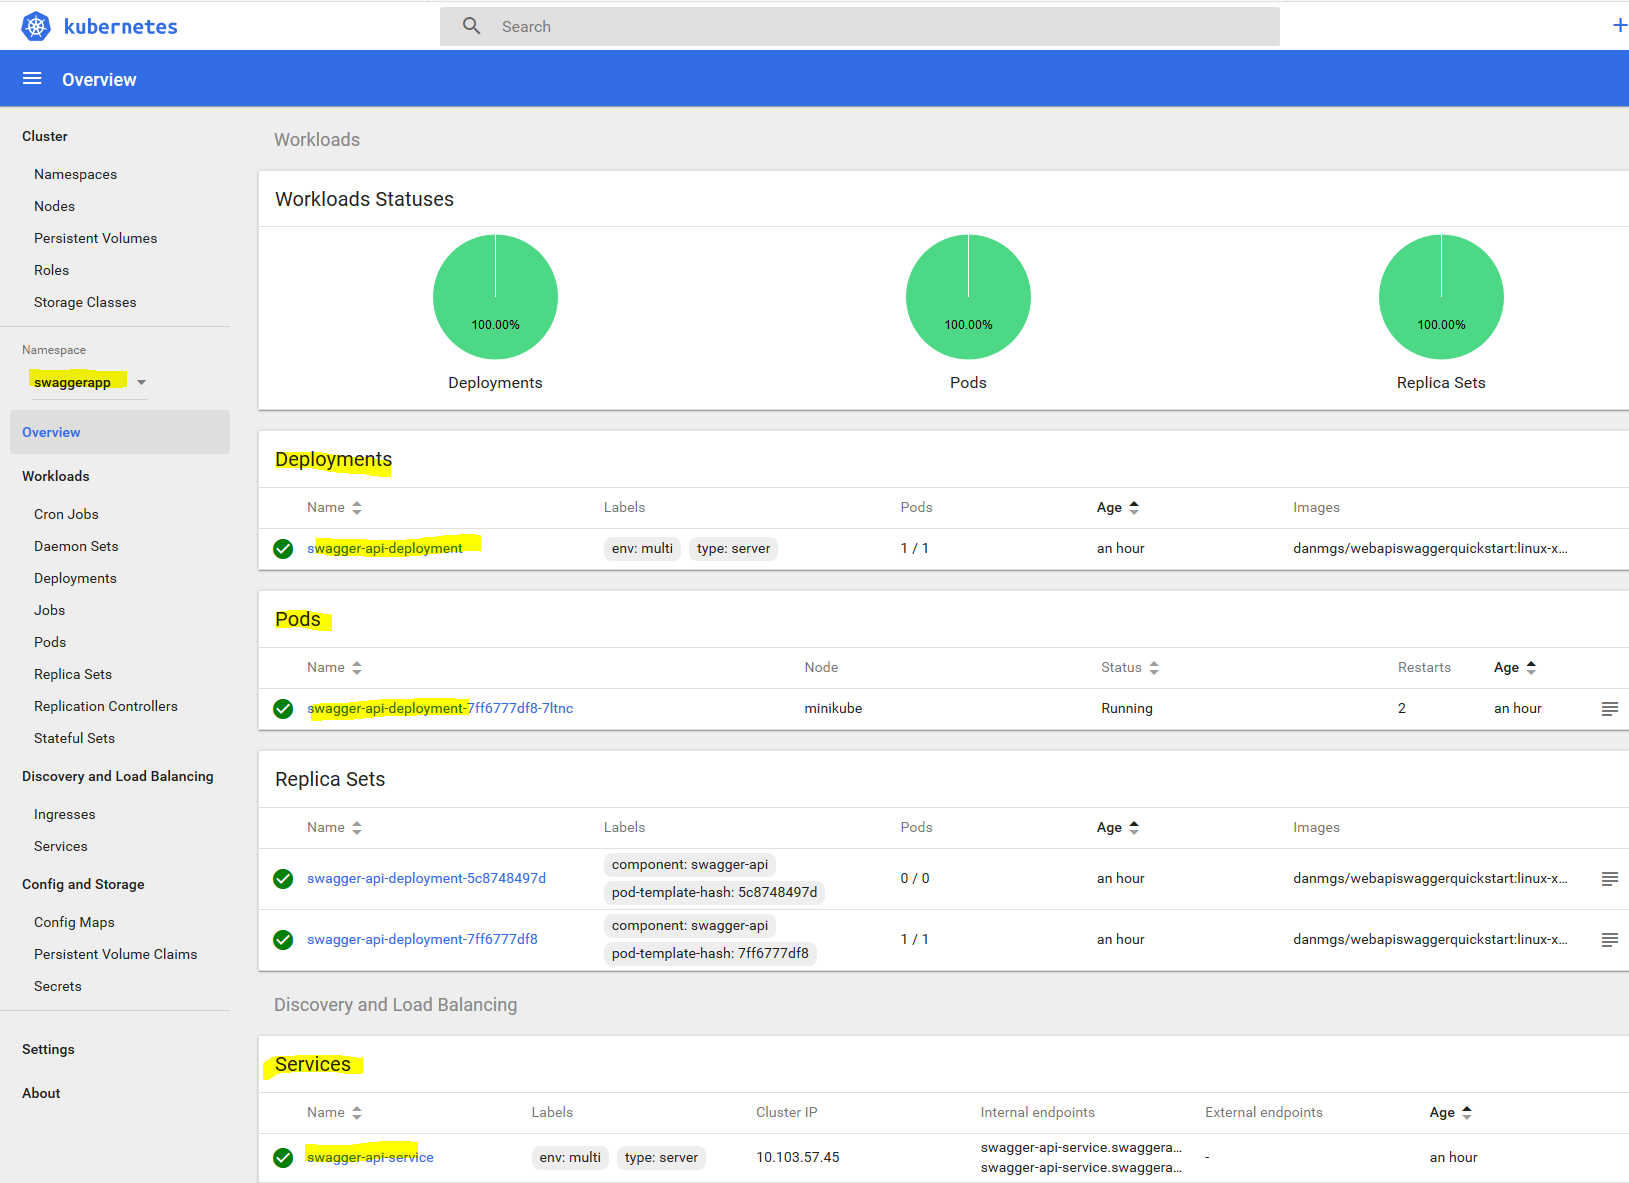 kubernetes
Search
Overview
Cluster
Namespaces
Nodes
Persistent Volumes
Roles
Storage Classes
Namespace
swaggerapp
Overview
Workloads
Cron Jobs
Daemon Sets
Deployments
Jobs
Pods
Replica Sets
Replication Controllers
Stateful Sets
Discovery and Load Balancing
Ingresses
Services
Config and Storage
Config Maps
Persistent Volume Claims
Secrets
Settings
About
Workloads
Workloads Statuses
100.00% 100.00% 100.00%
Deployments Pods Replica Sets
Deployments
Name Labels Pods Age Images
swagger-api-deployment env: multi type: server 1 / 1 an hour danmgs/webapiswaggerquickstart:linux-x...
Pods
Name Node Status Restarts Age
swagger-api-deployment-7ff6777df8-7ltnc minikube Running 2 an hour
Replica Sets
Name Labels Pods Age Images
component: swagger-api
swagger-api-deployment-5c8748497d 0 / 0 an hour danmgs/webapiswaggerquickstart:linux-x...
pod-template-hash: 5c8748497d
component: swagger-api
swagger-api-deployment-7ff6777df8 1 / 1 an hour danmgs/webapiswaggerquickstart:linux-x...
pod-template-hash: 7ff6777df8
Discovery and Load Balancing
Services
Name Labels Cluster IP Internal endpoints External endpoints Age
swagger-api-service.swaggera...
swagger-api-service env: multi type: server 10.103.57.45 - an hour
swagger-api-service.swaggera...